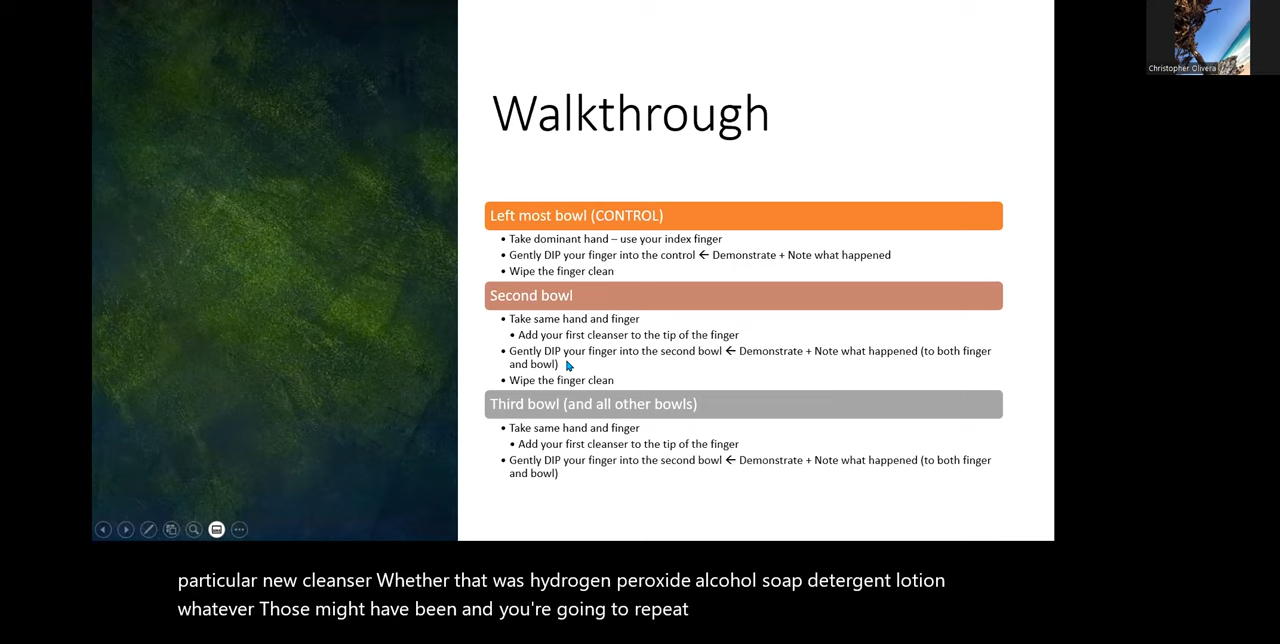 Christopher Olivera
Walkthrough
Left most bowl (CONTROL)
• Take dominant hand – use your index finger
• Gently DIP your finger into the control ← Demonstrate + Note what happened
• Wipe the finger clean
Second bowl
• Take same hand and finger
• Add your first cleanser to the tip of the finger
• Gently DIP your finger into the second bowl ← Demonstrate + Note what happened (to both finger
and bowl)
• Wipe the finger clean
Third bowl (and all other bowls)
• Take same hand and finger
• Add your first cleanser to the tip of the finger
• Gently DIP your finger into the second bowl ← Demonstrate + Note what happened (to both finger
and bowl)
particular new cleanser Whether that was hydrogen peroxide alcohol soap detergent lotion
whatever Those might have been and you're going to repeat